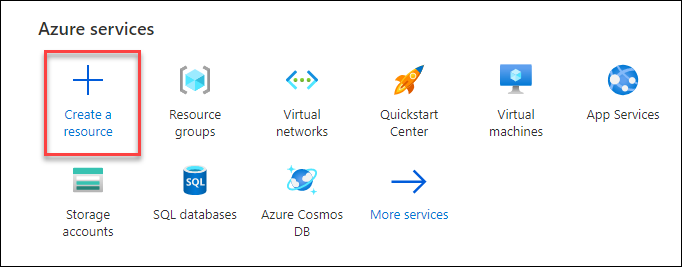 Azure services
Create a
resource
Resource
groups
Virtual
networks
Quickstart
Center
Virtual
machines
App Services
Storage
accounts
SQL
SQL databases
Azure Cosmos
DB
More services